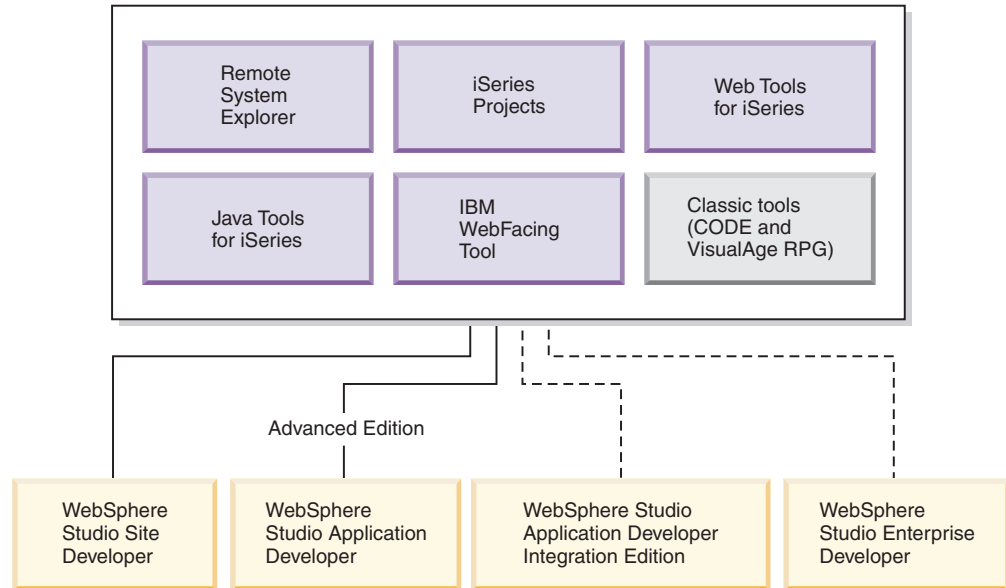 Remote
System
Explorer
iSeries
Projects
Web Tools
for iSeries
Java Tools
for iSeries
IBM
WebFacing
Tool
Classic tools
(CODE and
VisualAge RPG)
Advanced Edition
WebSphere
Studio Site
Developer
WebSphere
Studio Application
Developer
WebSphere Studio
Application Developer
Integration Edition
WebSphere
Studio Enterprise
Developer